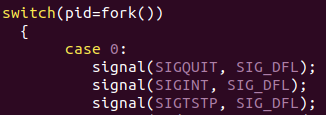 switch(pid=fork())
{
case 0:
signal(SIGQUIT, SIG_DFL);
signal(SIGINT, SIG_DFL);
signal(SIGTSTP, SIG_DFL);